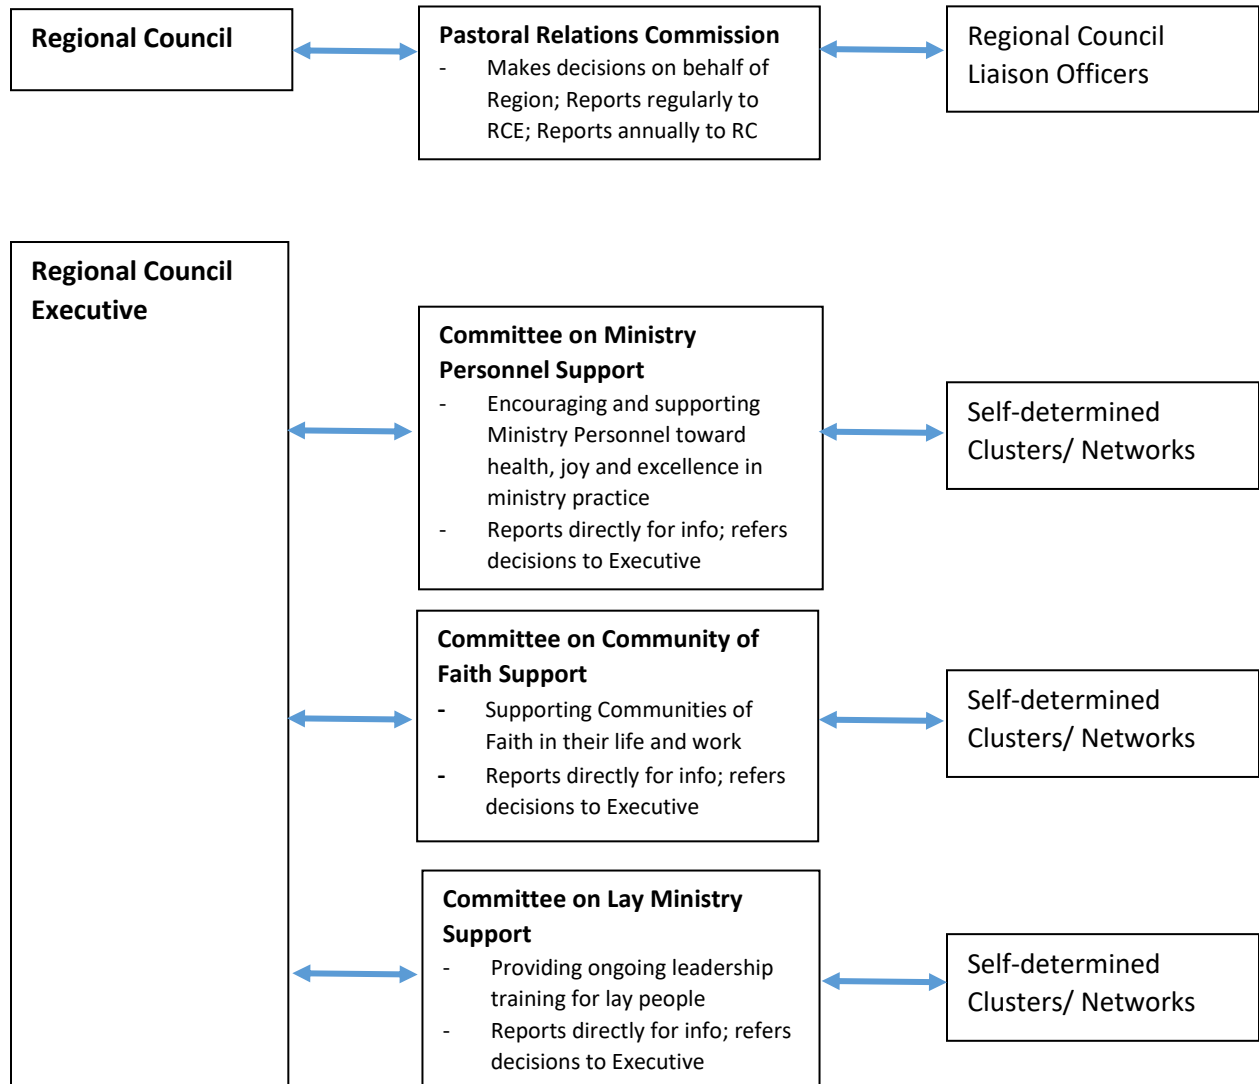 Regional Council
Pastoral Relations Commission
- Makes decisions on behalf of
Region; Reports regularly to
RCE; Reports annually to RC
Regional Council
Liaison Officers
Regional Council
Executive
Committee on Ministry
Personnel Support
- Encouraging and supporting
Ministry Personnel toward
health, joy and excellence in
ministry practice
- Reports directly for info; refers
decisions to Executive
Self-determined
Clusters/ Networks
Committee on Community of
Faith Support
- Supporting Communities of
Faith in their life and work
- Reports directly for info; refers
decisions to Executive
Self-determined
Clusters/ Networks
Committee on Lay Ministry
Support
- Providing ongoing leadership
training for lay people
- Reports directly for info; refers
decisions to Executive
Self-determined
Clusters/ Networks